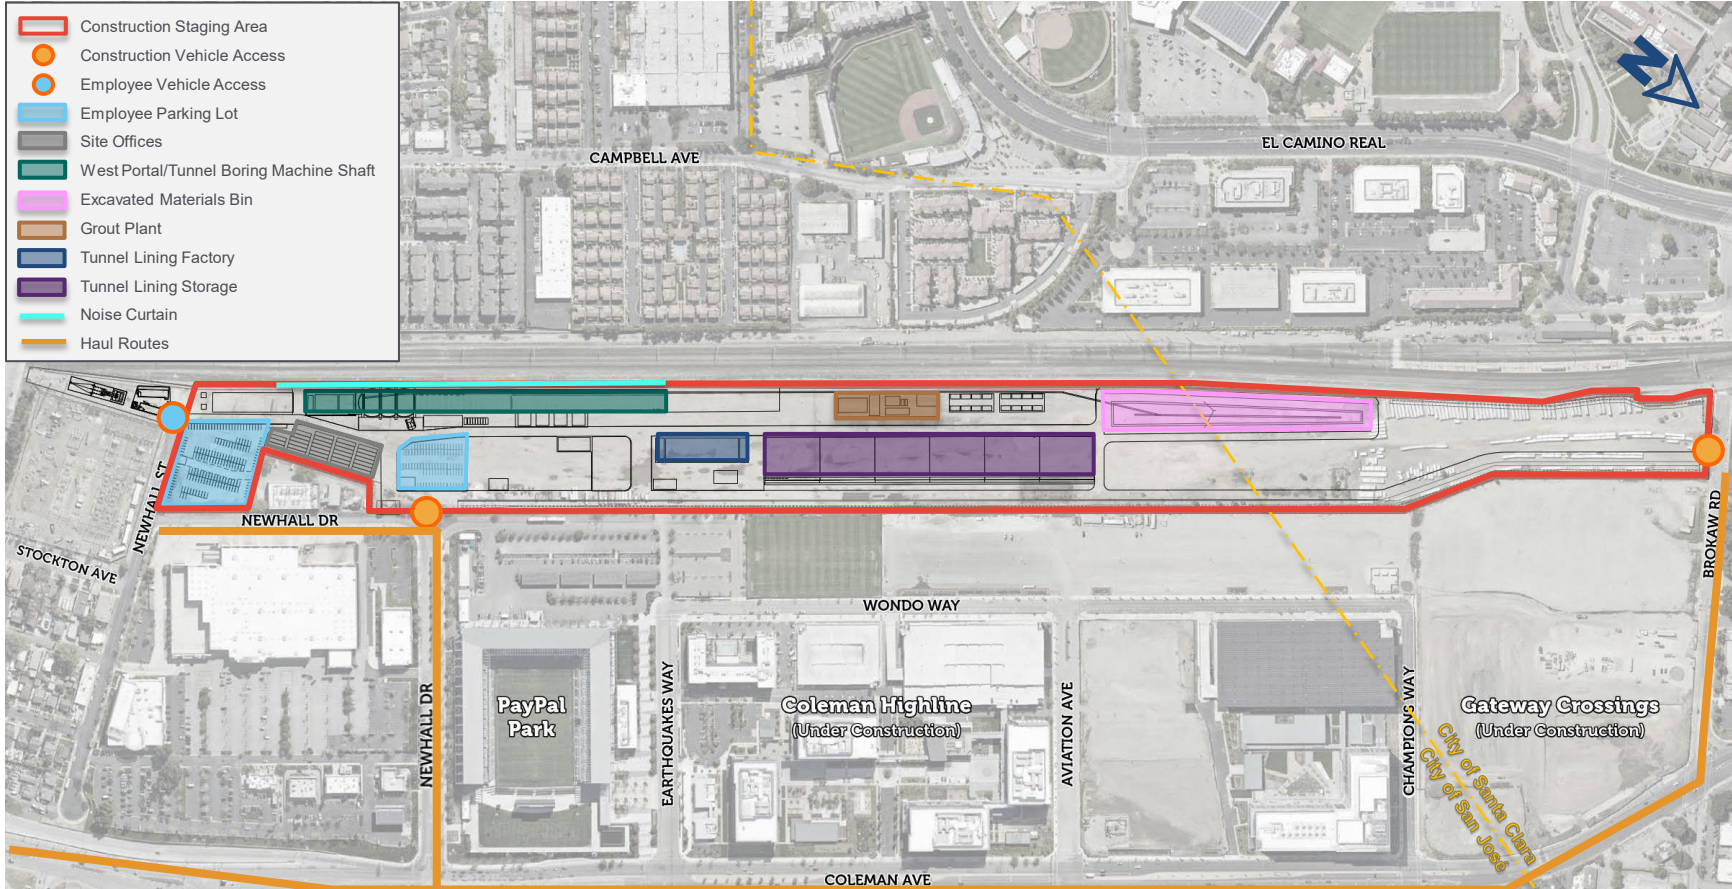 Construction Staging Area
Construction Vehicle Access
Employee Vehicle Access
Employee Parking Lot
Site Offices
West Portal/Tunnel Boring Machine Shaft
Excavated Materials Bin
Grout Plant
Tunnel Lining Factory
Tunnel Lining Storage
Noise Curtain
Haul Routes
N
CAMPBELL AVE
EL CAMINO REAL
NEWHALL ST
NEWHALL DR
STOCKTON AVE
BROKAW RD
WONDO WAY
NEWHALL DR
PayPal
Park
EARTHQUAKES WAY
Coleman Highline
(Under Construction)
AVIATION AVE
CHAMPIONS WAY
Gateway Crossings
(Under Construction)
City of Santa Clara
City of San José
COLEMAN AVE